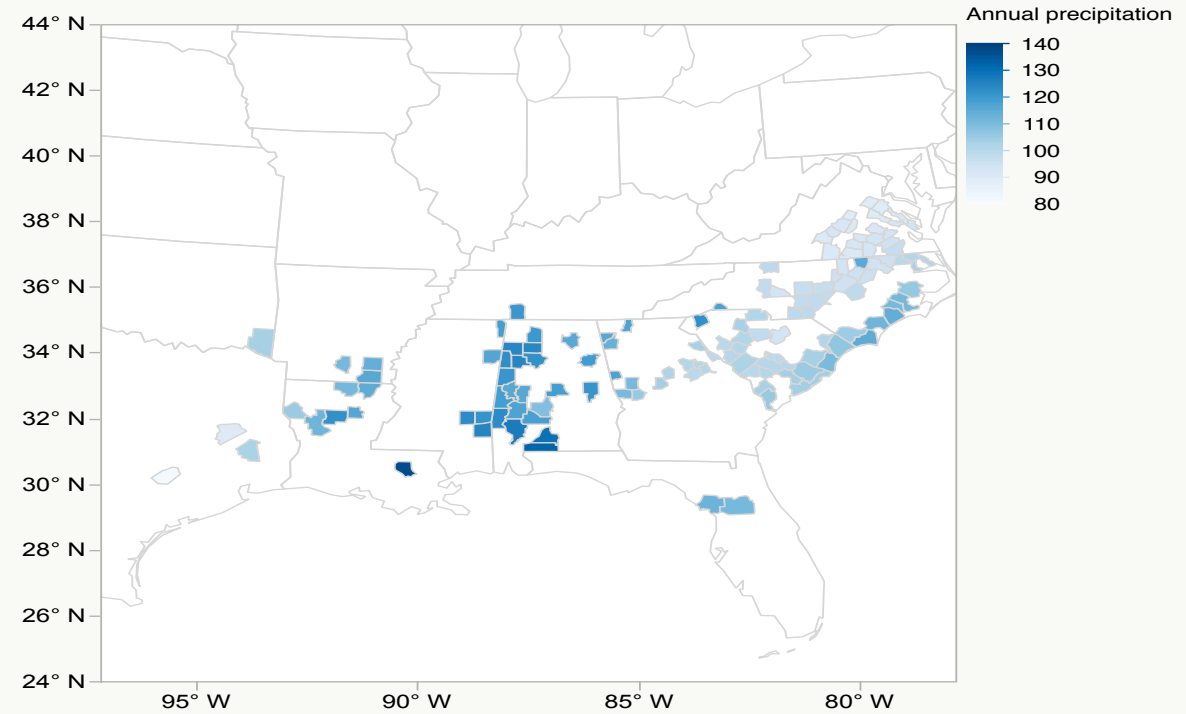 44° N
42° N
40° N
38° N
36° N
34° N
32° N
30° N
28° N
26° N
24° N
95° W
90° W
85° W
80° W
Annual precipitation
140
130
120
110
100
90
80